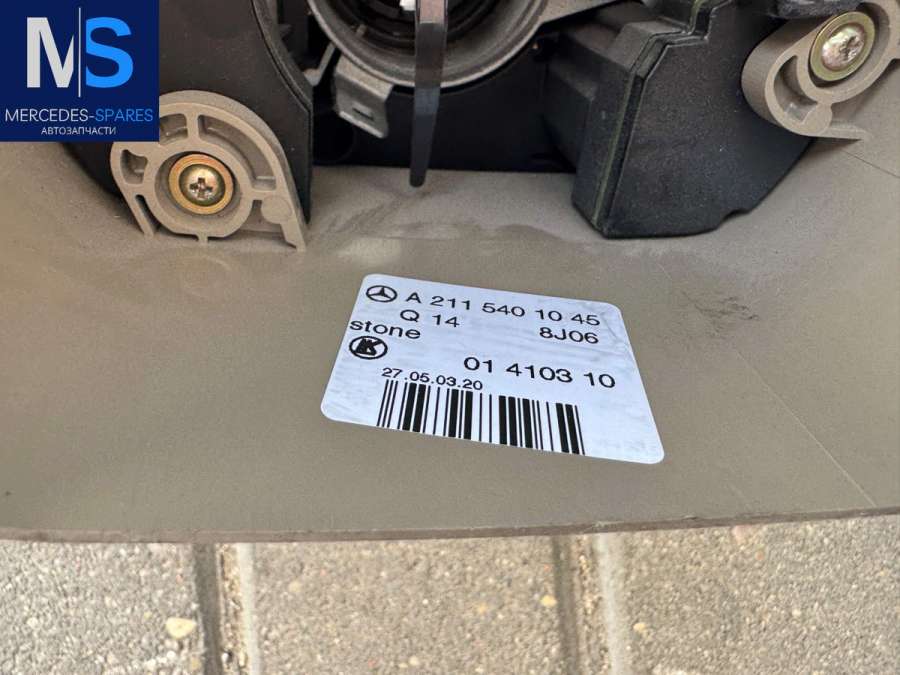 MS
MERCEDES-SPARES
АВТОЗАПЧАСТИ
A 211 540 10 45
Q 14 8J06
stone
01 4103 10
27.05.03.20